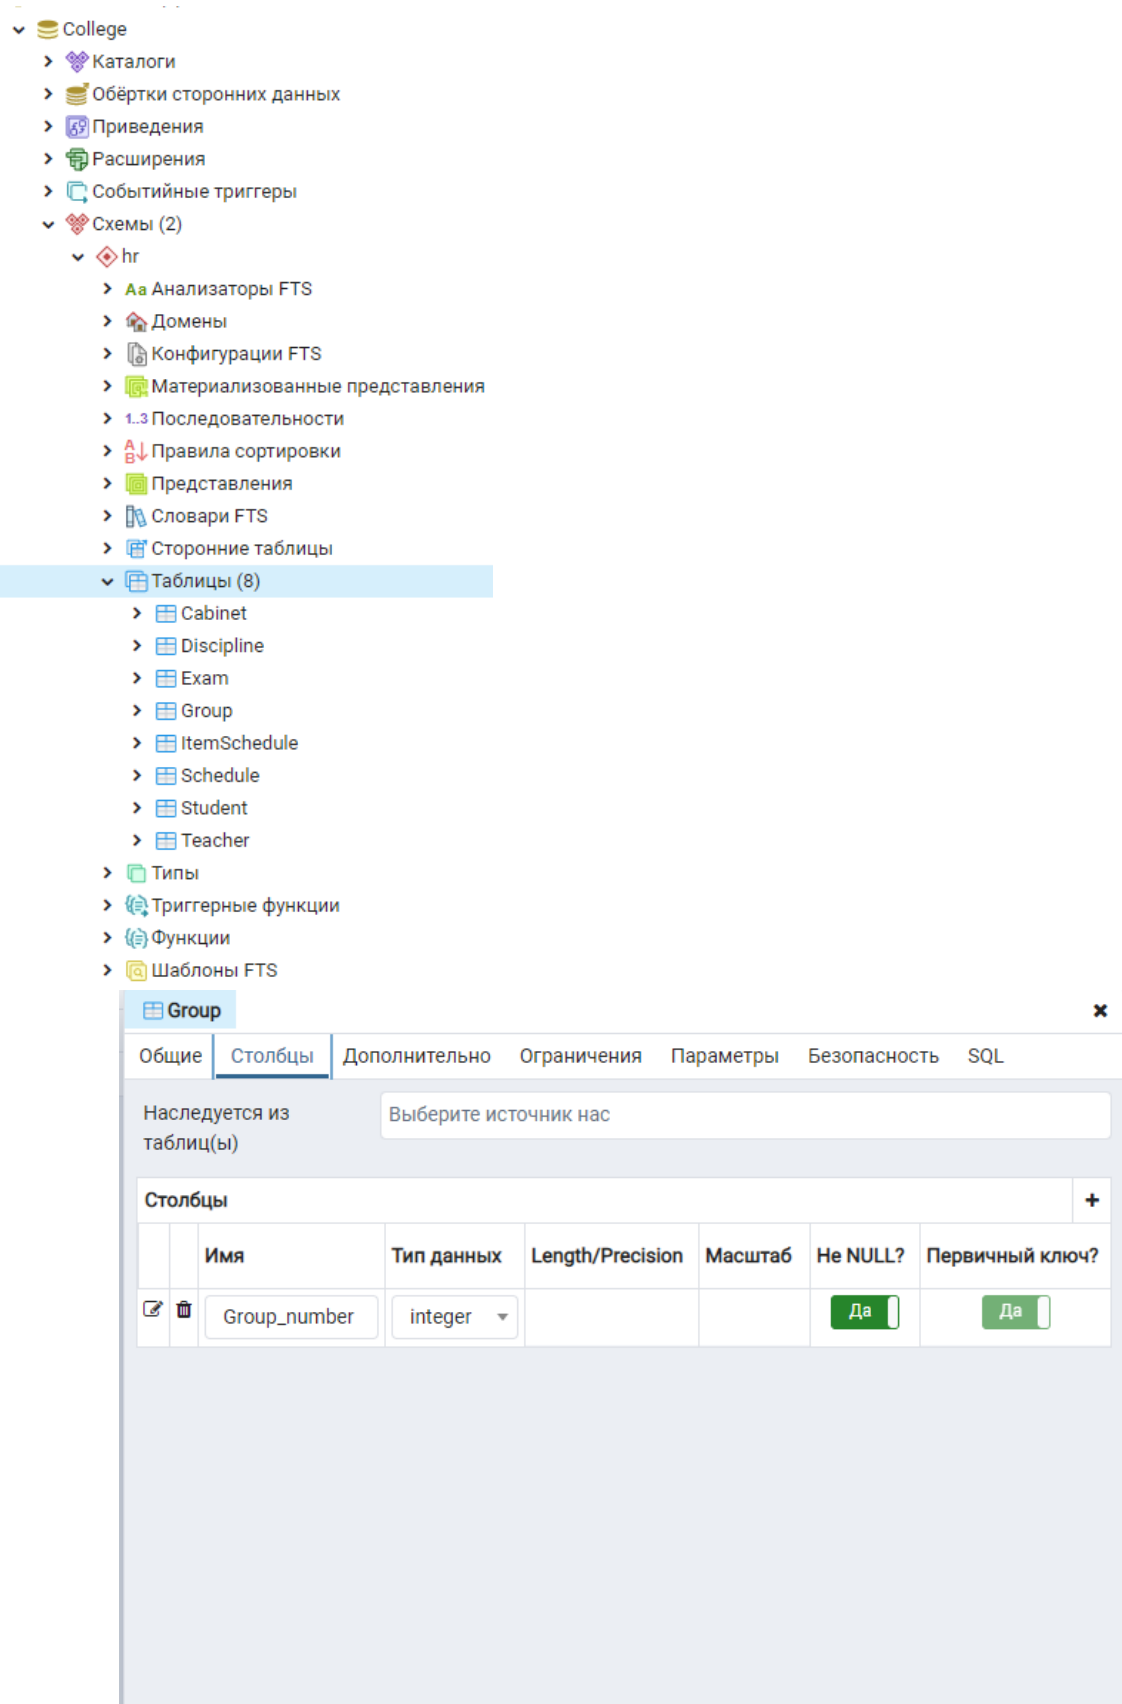 College
Каталоги
Обёртки сторонних данных
Приведения
Расширения
Событийные триггеры
Схемы (2)
hr
Aa Анализаторы FTS
Домены
Конфигурации FTS
Материализованные представления
1..3 Последовательности
Правила сортировки
Представления
Словари FTS
Сторонние таблицы
Таблицы (8)
Cabinet
Discipline
Exam
Group
ItemSchedule
Schedule
Student
Teacher
Типы
Триггерные функции
Функции
Шаблоны FTS
Group
Общие Столбцы Дополнительно Ограничения Параметры Безопасность SQL
Наследуется из Выберите источник нас
таблиц(ы)
Столбцы
Имя Тип данных Length/Precision Масштаб Не NULL? Первичный ключ?
Group_number integer Да Да